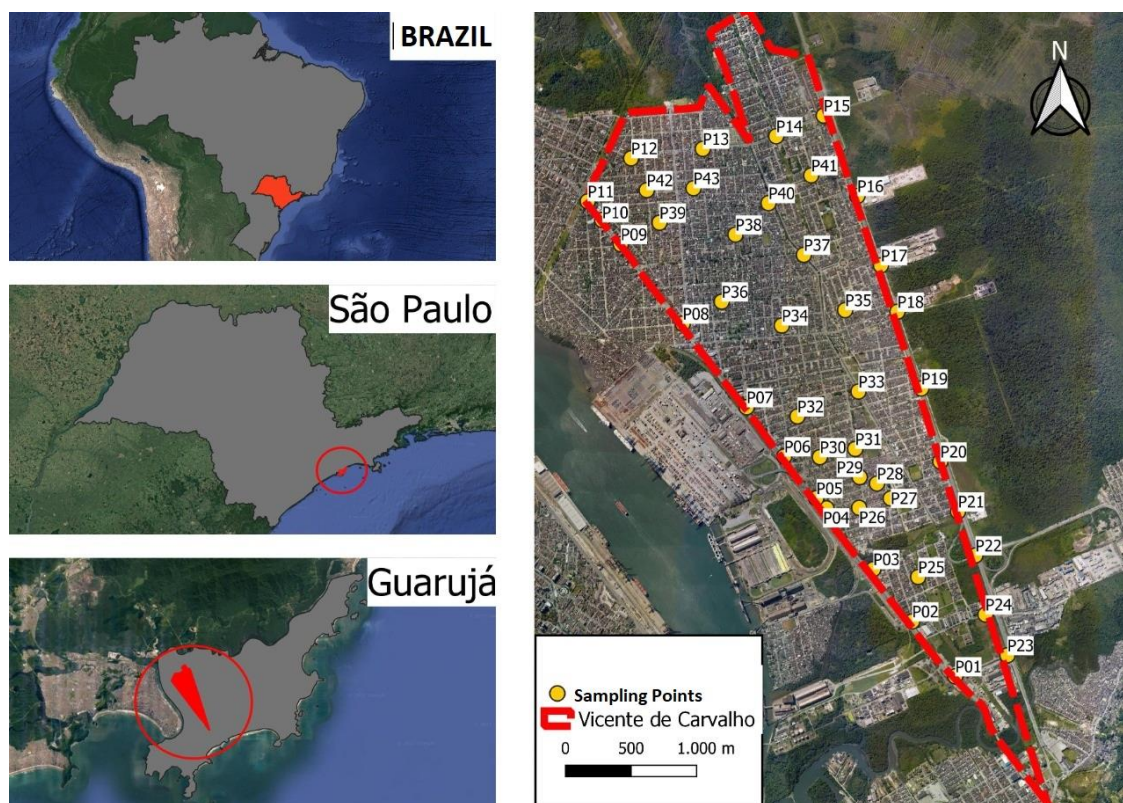 BRAZIL
São Paulo
Guarujá
N
P15
P14
P13
P12
P41
P42
P43
P16
P11
P40
P10
P39
P38
P09
P37
P17
P36
P35
P18
P08
P34
P33
P19
P07
P32
P31
P06
P30
P20
P29
P28
P05
P27
P04
P26
P21
P22
P03
P25
P02
P24
P23
P01
Sampling Points
Vicente de Carvalho
0 500 1.000 m